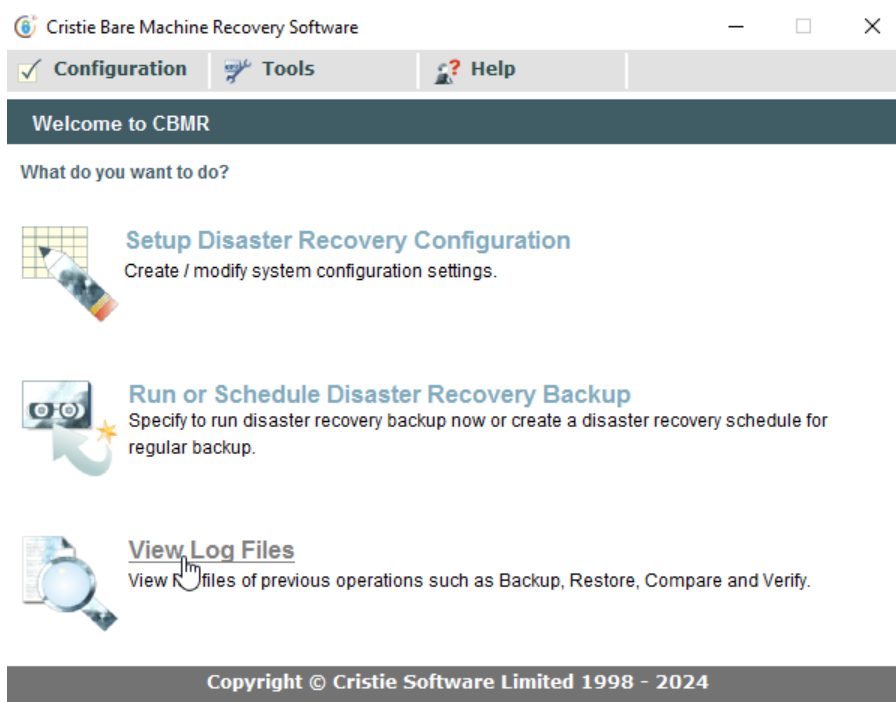 Cristie Bare Machine Recovery Software
Configuration Tools Help
Welcome to CBMR
What do you want to do?
Setup Disaster Recovery Configuration
Create / modify system configuration settings.
Run or Schedule Disaster Recovery Backup
Specify to run disaster recovery backup now or create a disaster recovery schedule for
regular backup.
View Log Files
View files of previous operations such as Backup, Restore, Compare and Verify.
Copyright © Cristie Software Limited 1998 - 2024